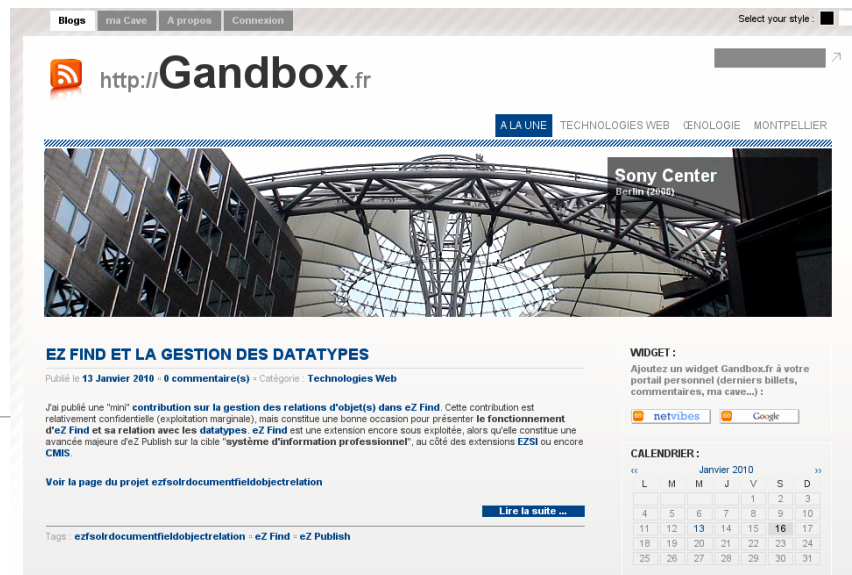 Blogs ma Cave A propos Connexion
Select your style :
http://Gandbox.fr
A LA UNE TECHNOLOGIES WEB ŒNOLOGIE MONTPELLIER
Sony Center
Berlin (2006)
EZ FIND ET LA GESTION DES DATATYPES
Publié le 13 Janvier 2010 0 commentaire(s) Catégorie : Technologies Web
J'ai publié une "mini" contribution sur la gestion des relations d'objet(s) dans eZ Find. Cette contribution est
relativement confidentielle (exploitation marginale), mais constitue une bonne occasion pour présenter le fonctionnement
d'eZ Find et sa relation avec les datatypes. eZ Find est une extension encore sous exploitée, alors qu'elle constitue une
avancée majeure d'eZ Publish sur la cible "système d'information professionnel", au côté des extensions EZSI ou encore
CMIS.
Voir la page du projet ezfsolrdocumentfieldobjectrelation
Lire la suite ...
Tags : ezfsolrdocumentfieldobjectrelation eZ Find eZ Publish
WIDGET :
Ajoutez un widget Gandbox.fr à votre
portail personnel (derniers billets,
commentaires, ma cave...) :
netvibes Google
CALENDRIER :
‹‹ Janvier 2010 ››
L M M J V S D
1 2 3
4 5 6 7 8 9 10
11 12 13 14 15 16 17
18 19 20 21 22 23 24
25 26 27 28 29 30 31